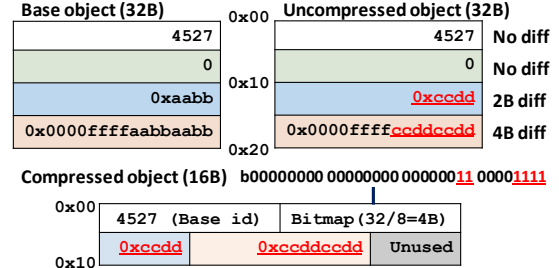 Base object (32B) 0x00 Uncompressed object (32B)
4527 4527 No diff
0 0 No diff
0x10
0xaabb 0xccdd 2B diff
0x0000ffffaabbaabb 0x0000ffffccddccdd 4B diff
0x20
Compressed object (16B) b00000000 00000000 00000011 00001111
0x00
4527 (Base id) Bitmap(32/8=4B)
0xccdd 0xccddccdd Unused
0x10